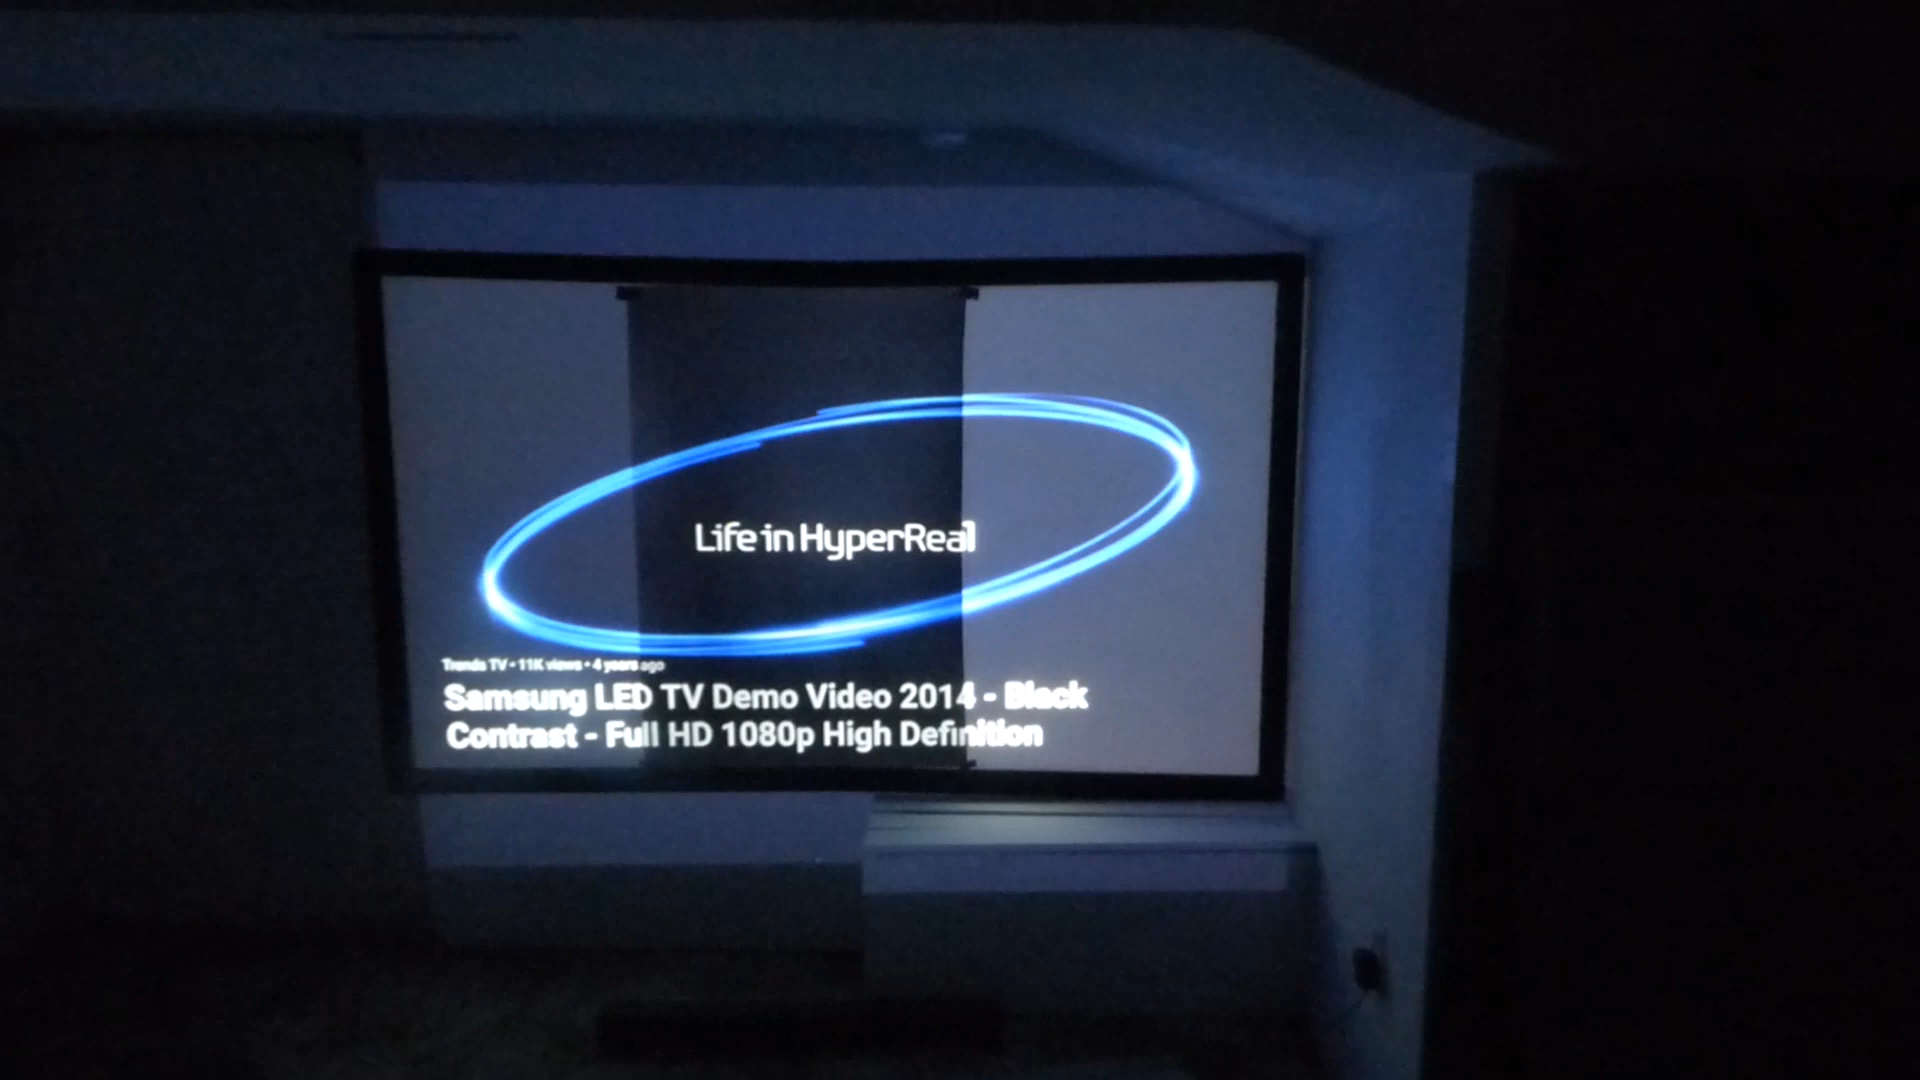 Life in HyperReal
Trends TV • 11K views • 4 years ago
Samsung LED TV Demo Video 2014 - Black
Contrast - Full HD 1080p High Definition